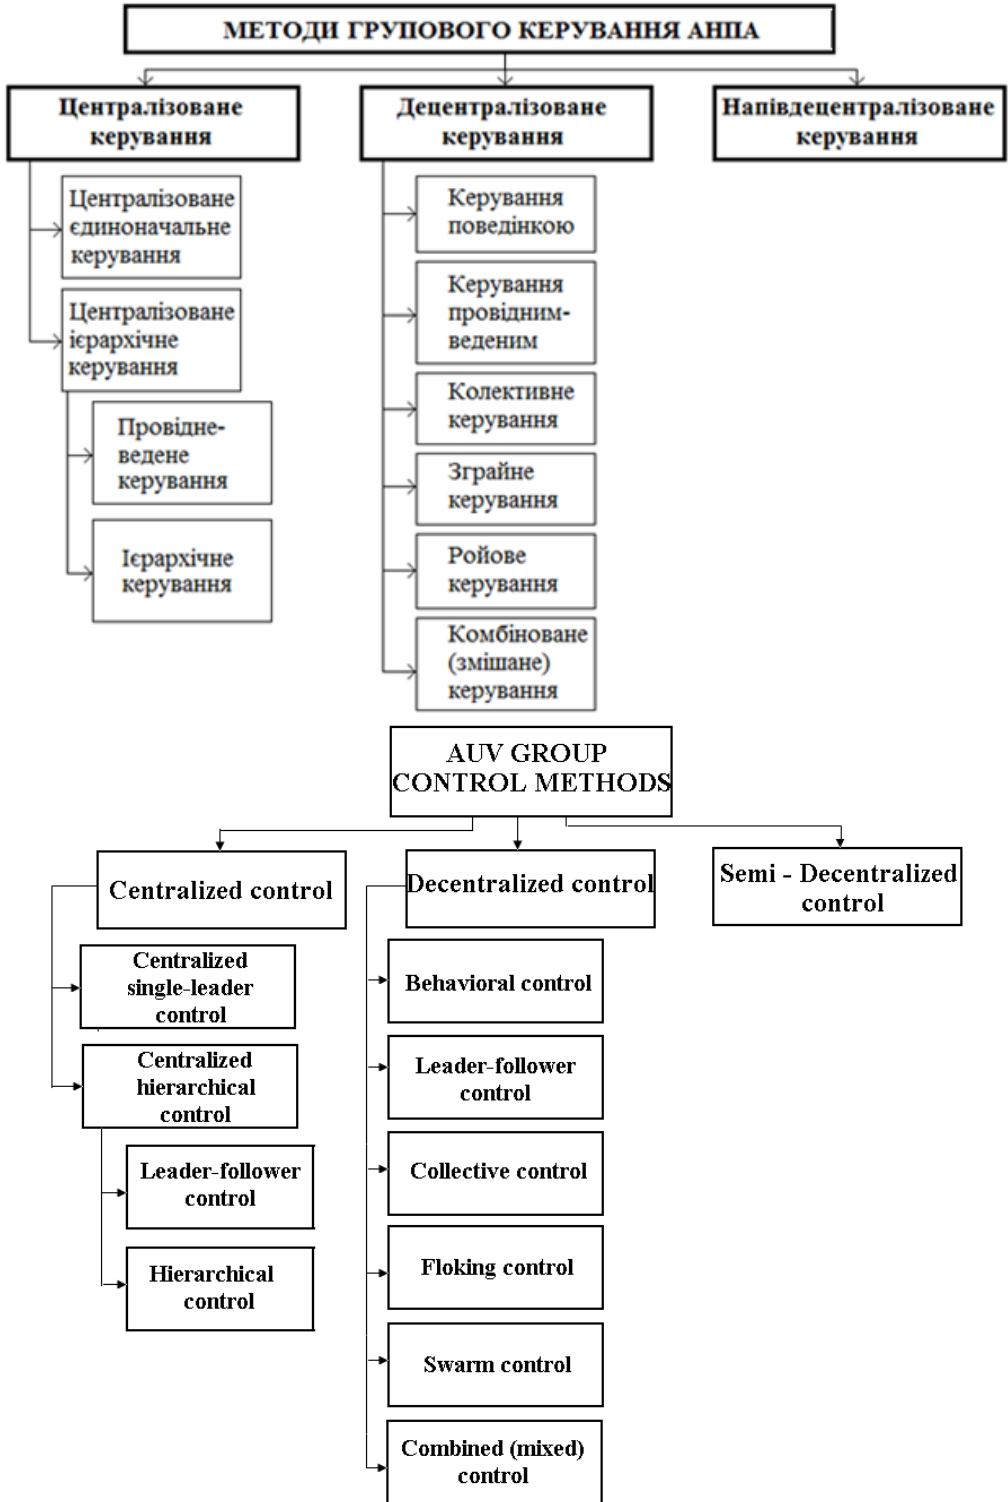 МЕТОДИ ГРУПОВОГО КЕРУВАННЯ АНПА
Централізоване
керування
Децентралізоване
керування
Напівдецентралізоване
керування
Централізоване
єдиноначальне
керування
Централізоване
ієрархічне
керування
Провідне-
ведене
керування
Ієрархічне
керування
Керування
поведінкою
Керування
провідним-
веденим
Колективне
керування
Зграйне
керування
Ройове
керування
Комбіноване
(змішане)
керування
AUV GROUP
CONTROL METHODS
Centralized control
Decentralized control
Semi - Decentralized
control
Centralized
single-leader
control
Centralized
hierarchical
control
Leader-follower
control
Hierarchical
control
Behavioral control
Leader-follower
control
Collective control
Floking control
Swarm control
Combined (mixed)
control